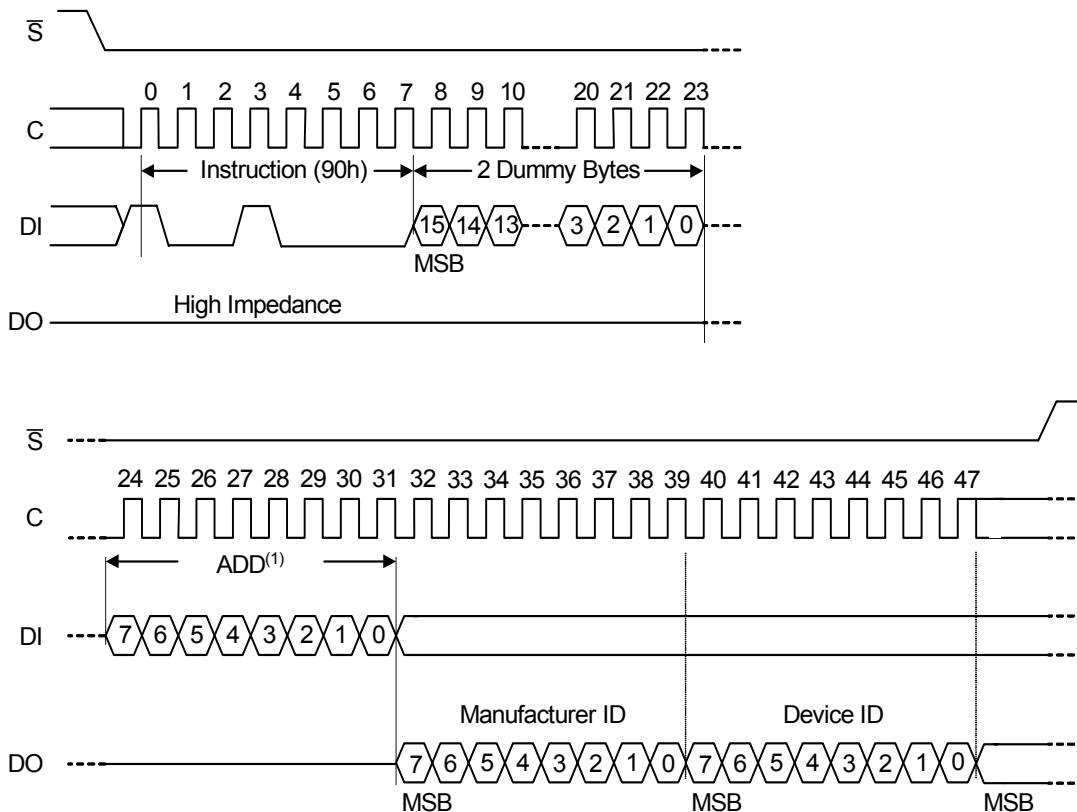 S̅
0 1 2 3 4 5 6 7 8 9 10 20 21 22 23
C
Instruction (90h) 2 Dummy Bytes
DI 15 14 13 3 2 1 0
MSB
High Impedance
DO
S̅
24 25 26 27 28 29 30 31 32 33 34 35 36 37 38 39 40 41 42 43 44 45 46 47
C
ADD(1)
DI 7 6 5 4 3 2 1 0
Manufacturer ID Device ID
DO 7 6 5 4 3 2 1 0 7 6 5 4 3 2 1 0
MSB MSB MSB